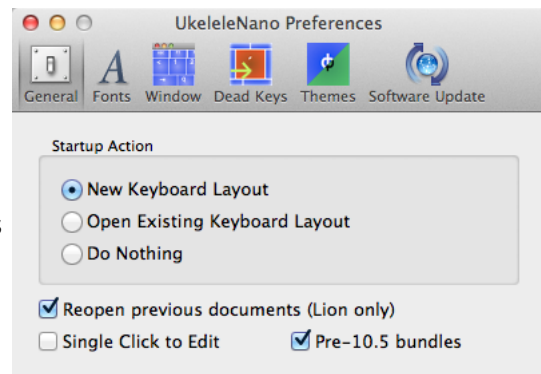 UkeleleNano Preferences
General Fonts Window Dead Keys Themes Software Update
Startup Action
New Keyboard Layout
Open Existing Keyboard Layout
Do Nothing
Reopen previous documents (Lion only)
Single Click to Edit Pre-10.5 bundles